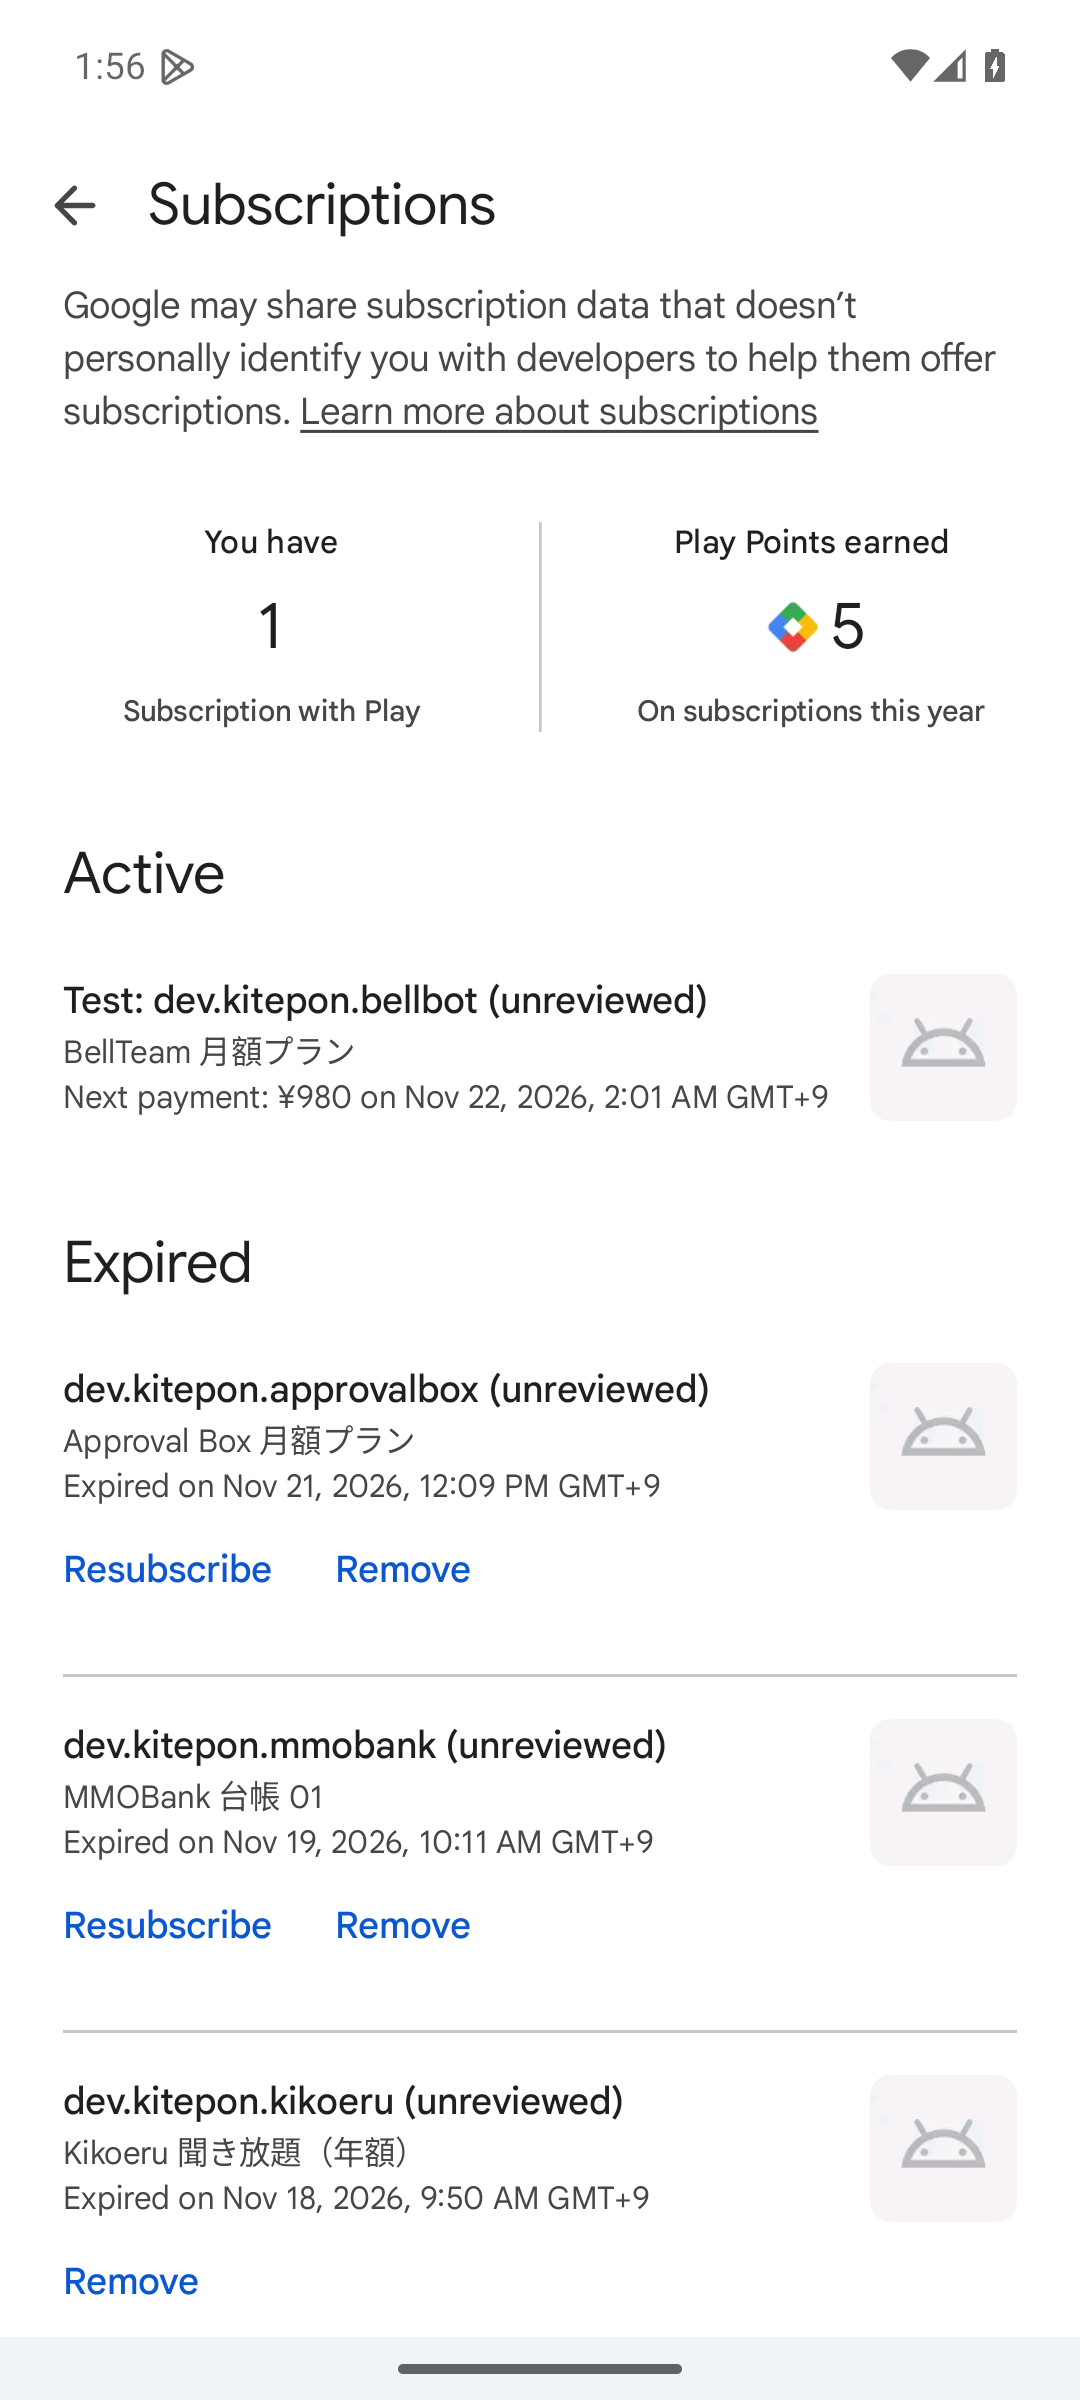 1:56
Subscriptions
Google may share subscription data that doesn’t
personally identify you with developers to help them offer
subscriptions. Learn more about subscriptions
You have
1
Subscription with Play
Play Points earned
5
On subscriptions this year
Active
Test: dev.kitepon.bellbot (unreviewed)
BellTeam 月額プラン
Next payment: ¥980 on Nov 22, 2026, 2:01 AM GMT+9
Expired
dev.kitepon.approvalbox (unreviewed)
Approval Box 月額プラン
Expired on Nov 21, 2026, 12:09 PM GMT+9
Resubscribe Remove
dev.kitepon.mmobank (unreviewed)
MMOBank 台帳 01
Expired on Nov 19, 2026, 10:11 AM GMT+9
Resubscribe Remove
dev.kitepon.kikoeru (unreviewed)
Kikoeru 聞き放題（年額）
Expired on Nov 18, 2026, 9:50 AM GMT+9
Remove